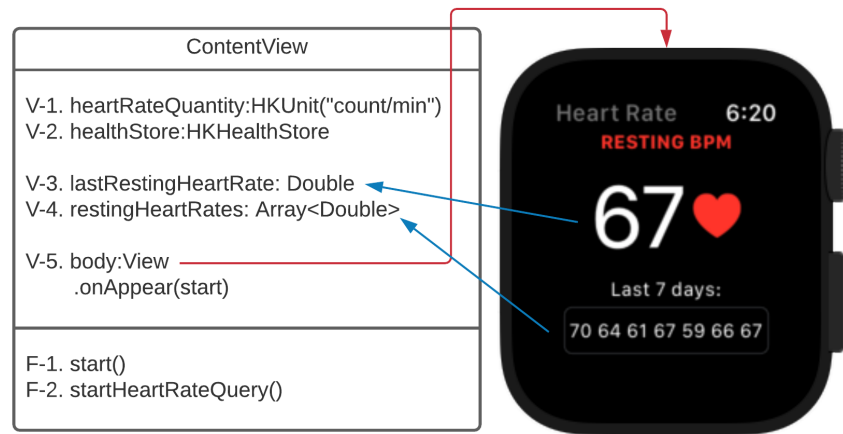 ContentView
V-1. heartRateQuantity:HKUnit("count/min")
V-2. healthStore:HKHealthStore
V-3. lastRestingHeartRate: Double
V-4. restingHeartRates: Array<Double>
V-5. body:View
.onAppear(start)
F-1. start()
F-2. startHeartRateQuery()
Heart Rate 6:20
RESTING BPM
67
Last 7 days:
70 64 61 67 59 66 67